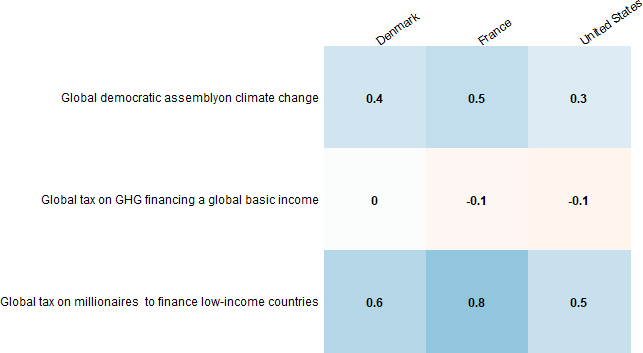 Denmark France United States
Global democratic assemblyon climate change 0.4 0.5 0.3
Global tax on GHG financing a global basic income 0 -0.1 -0.1
Global tax on millionaires  to finance low-income countries 0.6 0.8 0.5